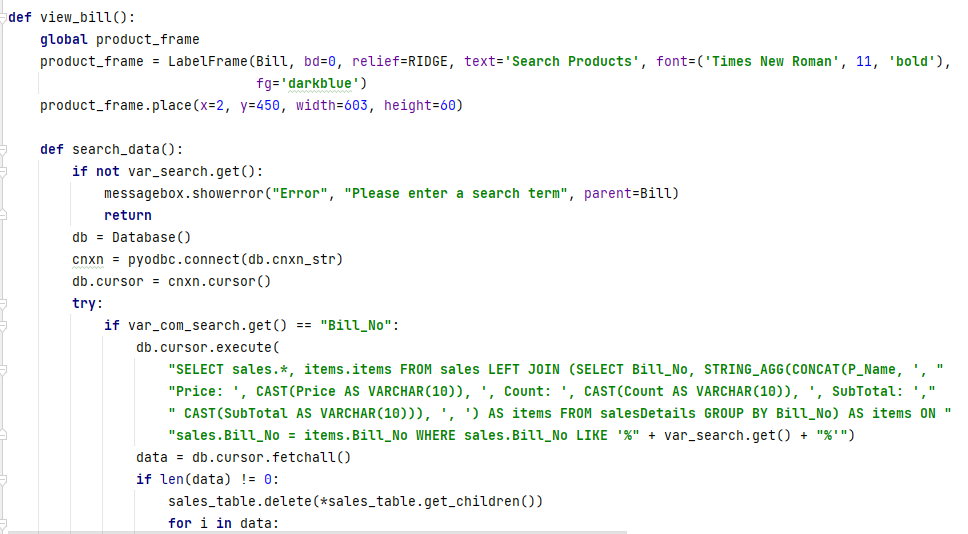 def view_bill():
    global product_frame
    product_frame = LabelFrame(Bill, bd=0, relief=RIDGE, text='Search Products', font=('Times New Roman', 11, 'bold'),
                               fg='darkblue')
    product_frame.place(x=2, y=450, width=603, height=60)

    def search_data():
        if not var_search.get():
            messagebox.showerror("Error", "Please enter a search term", parent=Bill)
            return
        db = Database()
        cnxn = pyodbc.connect(db.cnxn_str)
        db.cursor = cnxn.cursor()
        try:
            if var_com_search.get() == "Bill_No":
                db.cursor.execute(
                    "SELECT sales.*, items.items FROM sales LEFT JOIN (SELECT Bill_No, STRING_AGG(CONCAT(P_Name, ', "
                    "Price: ', CAST(Price AS VARCHAR(10)), ', Count: ', CAST(Count AS VARCHAR(10)), ', SubTotal: ',"
                    " CAST(SubTotal AS VARCHAR(10))), ', ') AS items FROM salesDetails GROUP BY Bill_No) AS items ON "
                    "sales.Bill_No = items.Bill_No WHERE sales.Bill_No LIKE '%" + var_search.get() + "%'")
                data = db.cursor.fetchall()
                if len(data) != 0:
                    sales_table.delete(*sales_table.get_children())
                    for i in data: